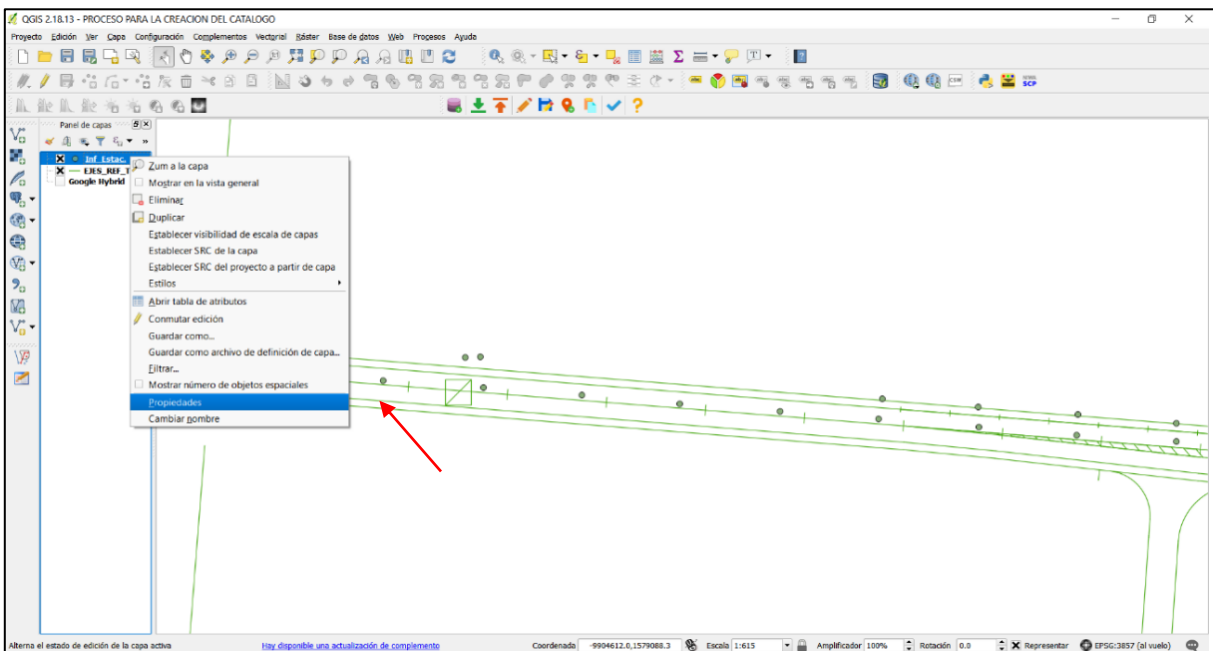 QGIS 2.18.13 - PROCESO PARA LA CREACION DEL CATALOGO
Proyecto Edición Ver Capa Configuración Complementos Vectorial Ráster Base de datos Web Procesos Ayuda
Panel de capas
Inf_Estac.
EJES_REF_T
Google Hybrid
Zum a la capa
Mostrar en la vista general
Eliminar
Duplicar
Establecer visibilidad de escala de capas
Establecer SRC de la capa
Establecer SRC del proyecto a partir de capa
Estilos
Abrir tabla de atributos
Conmutar edición
Guardar como...
Guardar como archivo de definición de capa...
Filtrar...
Mostrar número de objetos espaciales
Propiedades
Cambiar nombre
Alterna el estado de edición de la capa activa Hay disponible una actualización de complemento Coordenada -9904612.0,1579088.3 Escala 1:615 Amplificador 100% Rotación 0.0 Representar EPSG:3857 (al vuelo)